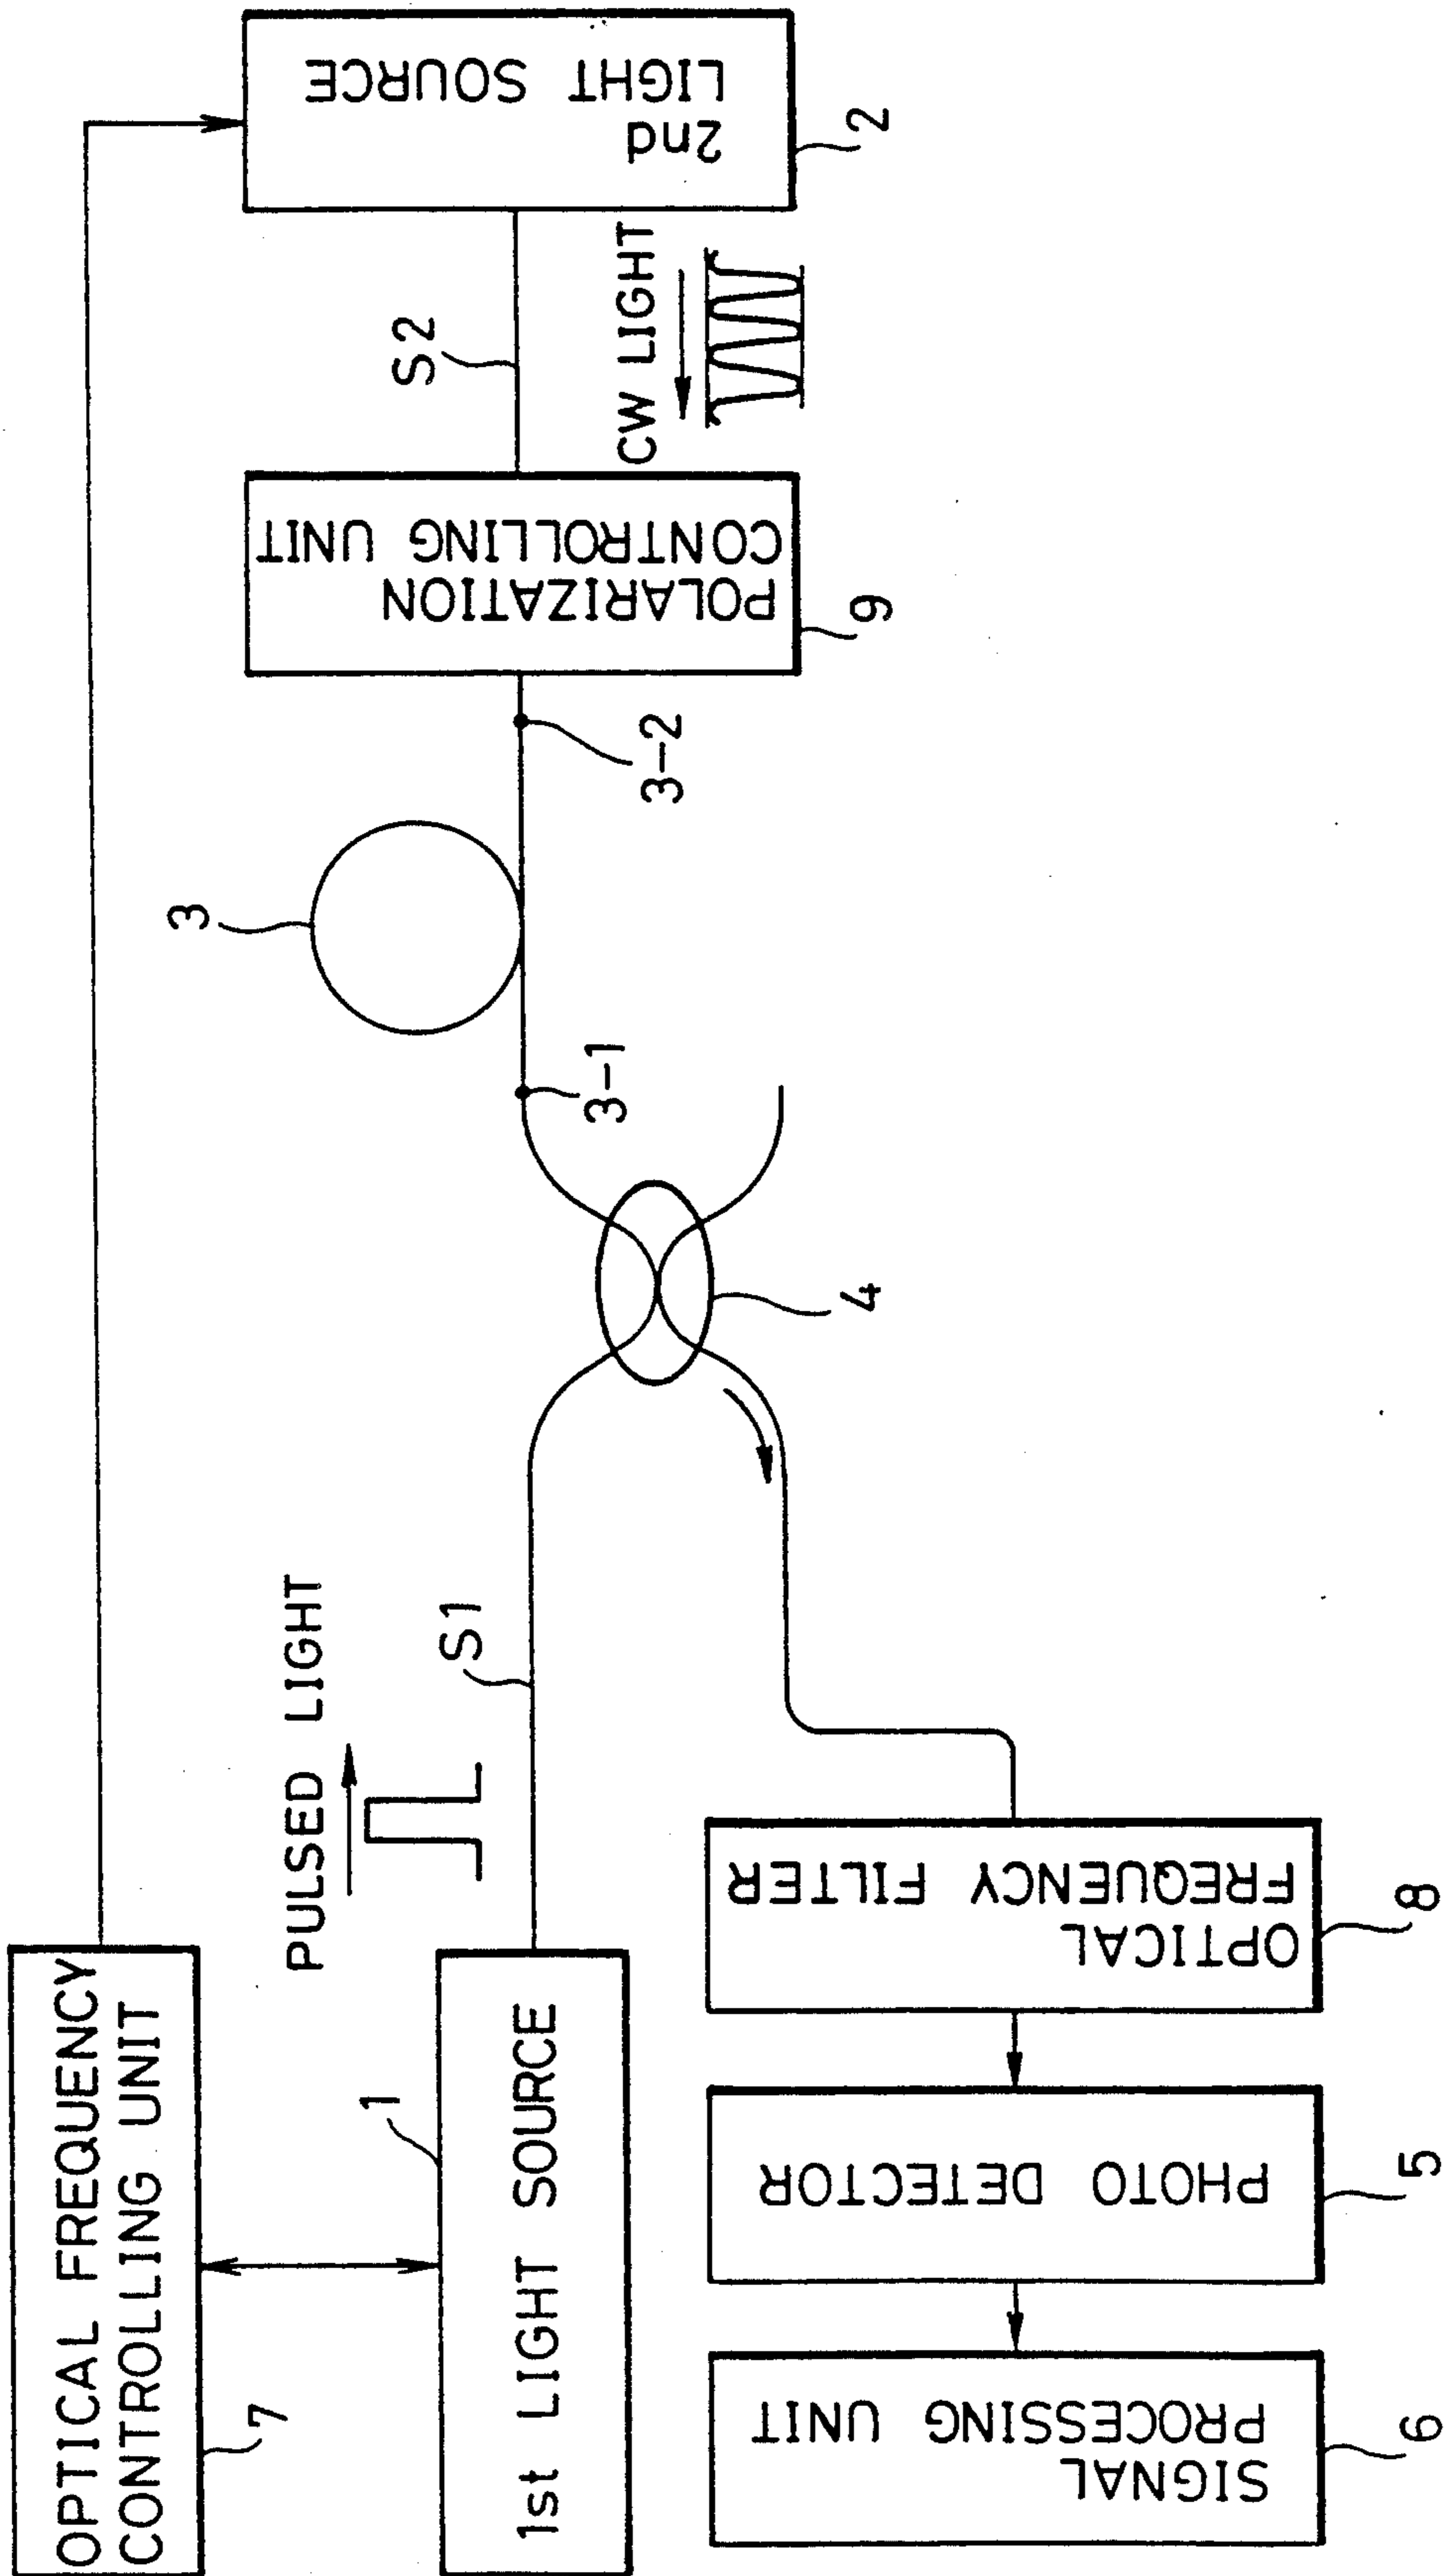 OPTICAL FREQUENCY
CONTROLLING UNIT
7
1
1st LIGHT SOURCE
PULSED LIGHT
S1
3
3-1
3-2
4
POLARIZATION
CONTROLLING UNIT
9
S2
CW LIGHT
2nd
LIGHT SOURCE
2
SIGNAL
PROCESSING UNIT
6
PHOTO DETECTOR
5
OPTICAL
FREQUENCY FILTER
8